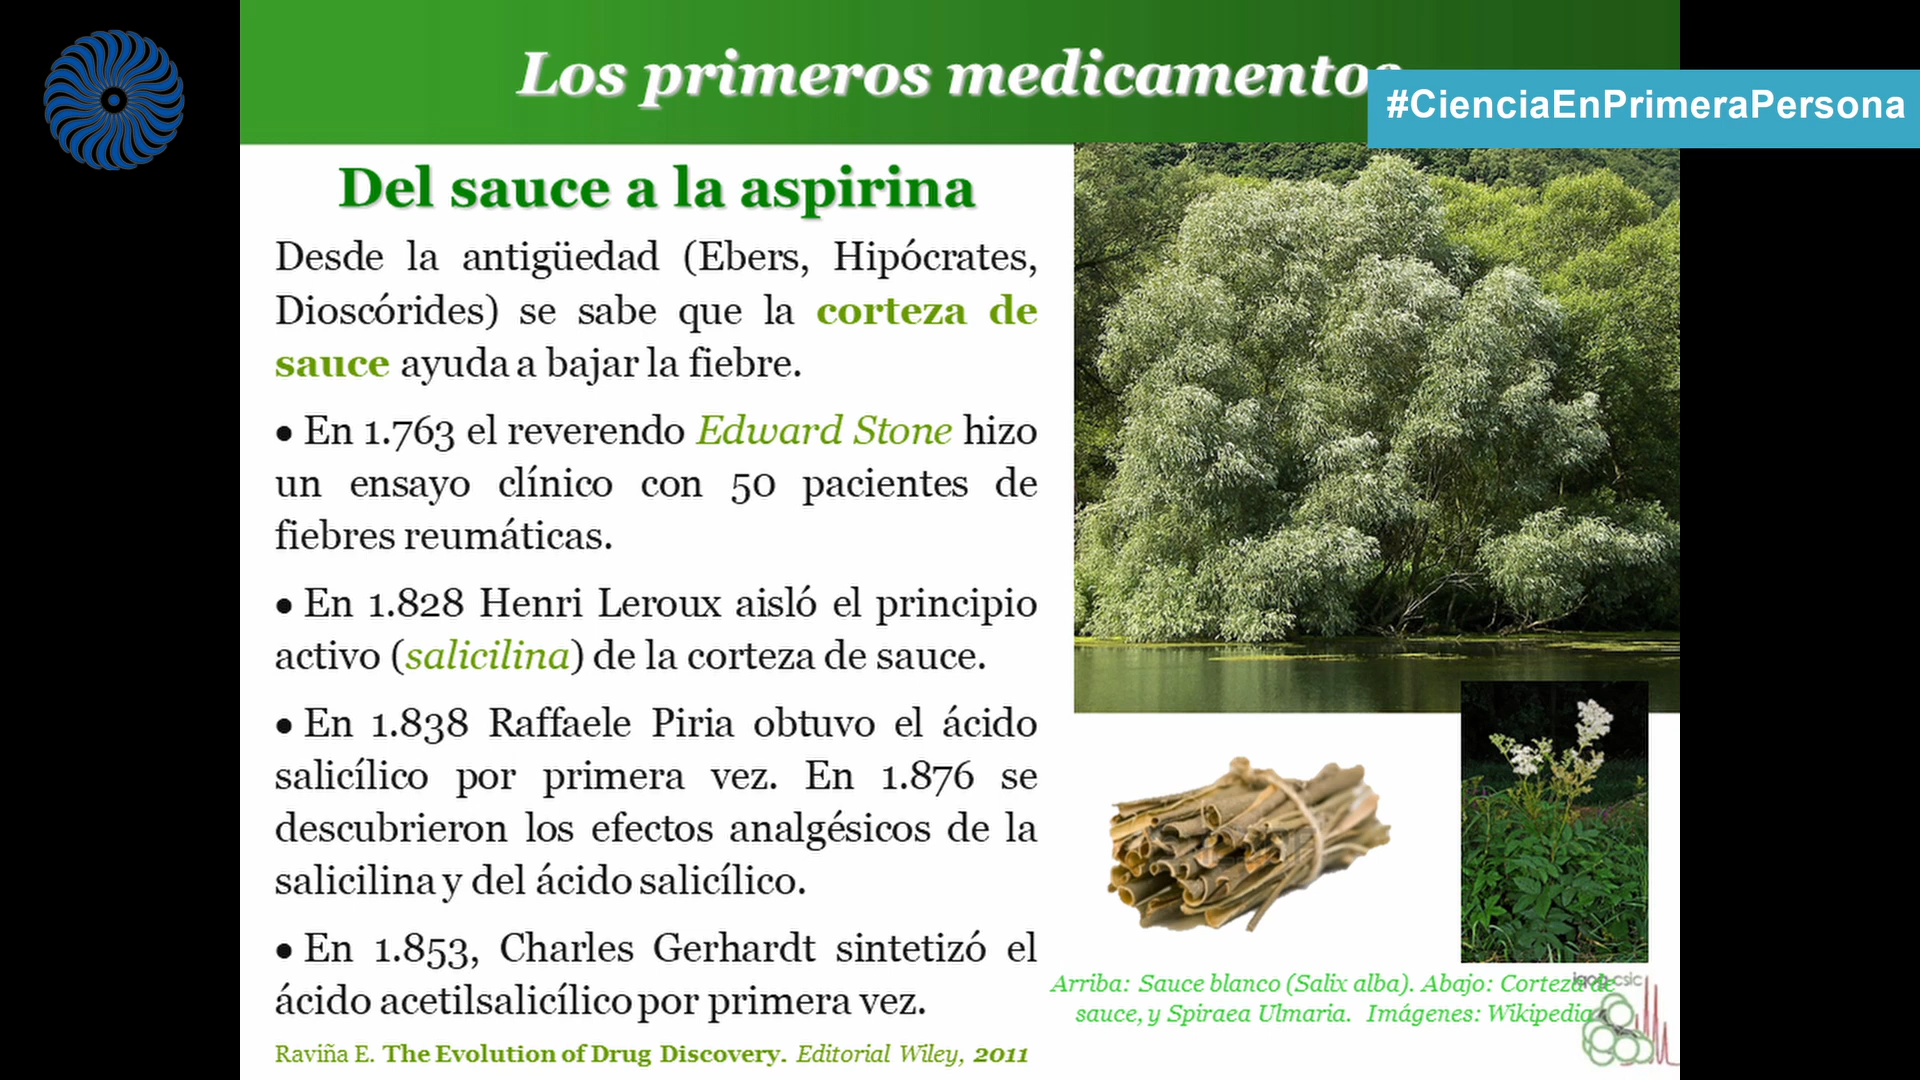 Los primeros medicamentos
#CienciaEnPrimeraPersona
Del sauce a la aspirina
Desde la antigüedad (Ebers, Hipócrates,
Dioscórides) se sabe que la corteza de
sauce ayuda a bajar la fiebre.
• En 1.763 el reverendo Edward Stone hizo
un ensayo clínico con 50 pacientes de
fiebres reumáticas.
• En 1.828 Henri Leroux aisló el principio
activo (salicilina) de la corteza de sauce.
• En 1.838 Raffaele Piria obtuvo el ácido
salicílico por primera vez. En 1.876 se
descubrieron los efectos analgésicos de la
salicilina y del ácido salicílico.
• En 1.853, Charles Gerhardt sintetizó el
ácido acetilsalicílico por primera vez.
Raviña E. The Evolution of Drug Discovery. Editorial Wiley, 2011
Arriba: Sauce blanco (Salix alba). Abajo: Corteza de
sauce, y Spiraea Ulmaria. Imágenes: Wikipedia
iqog-csic